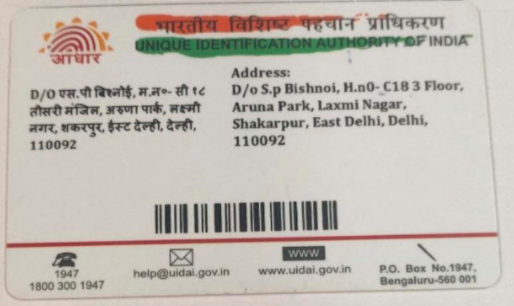 भारतीय विशिष्ट पहचान प्राधिकरण
UNIQUE IDENTIFICATION AUTHORITY OF INDIA
आधार
D/O एस.पी बिश्नोई, म.न०- सी १८
तीसरी मंजिल, अरुणा पार्क, लक्ष्मी
नगर, शकरपुर, ईस्ट देल्ही, देल्ही,
110092
Address:
D/o S.p Bishnoi, H.n0- C18 3 Floor,
Aruna Park, Laxmi Nagar,
Shakarpur, East Delhi, Delhi,
110092
1947
1800 300 1947
help@uidai.gov.in
WWW
www.uidai.gov.in
P.O. Box No.1947,
Bengaluru-560 001